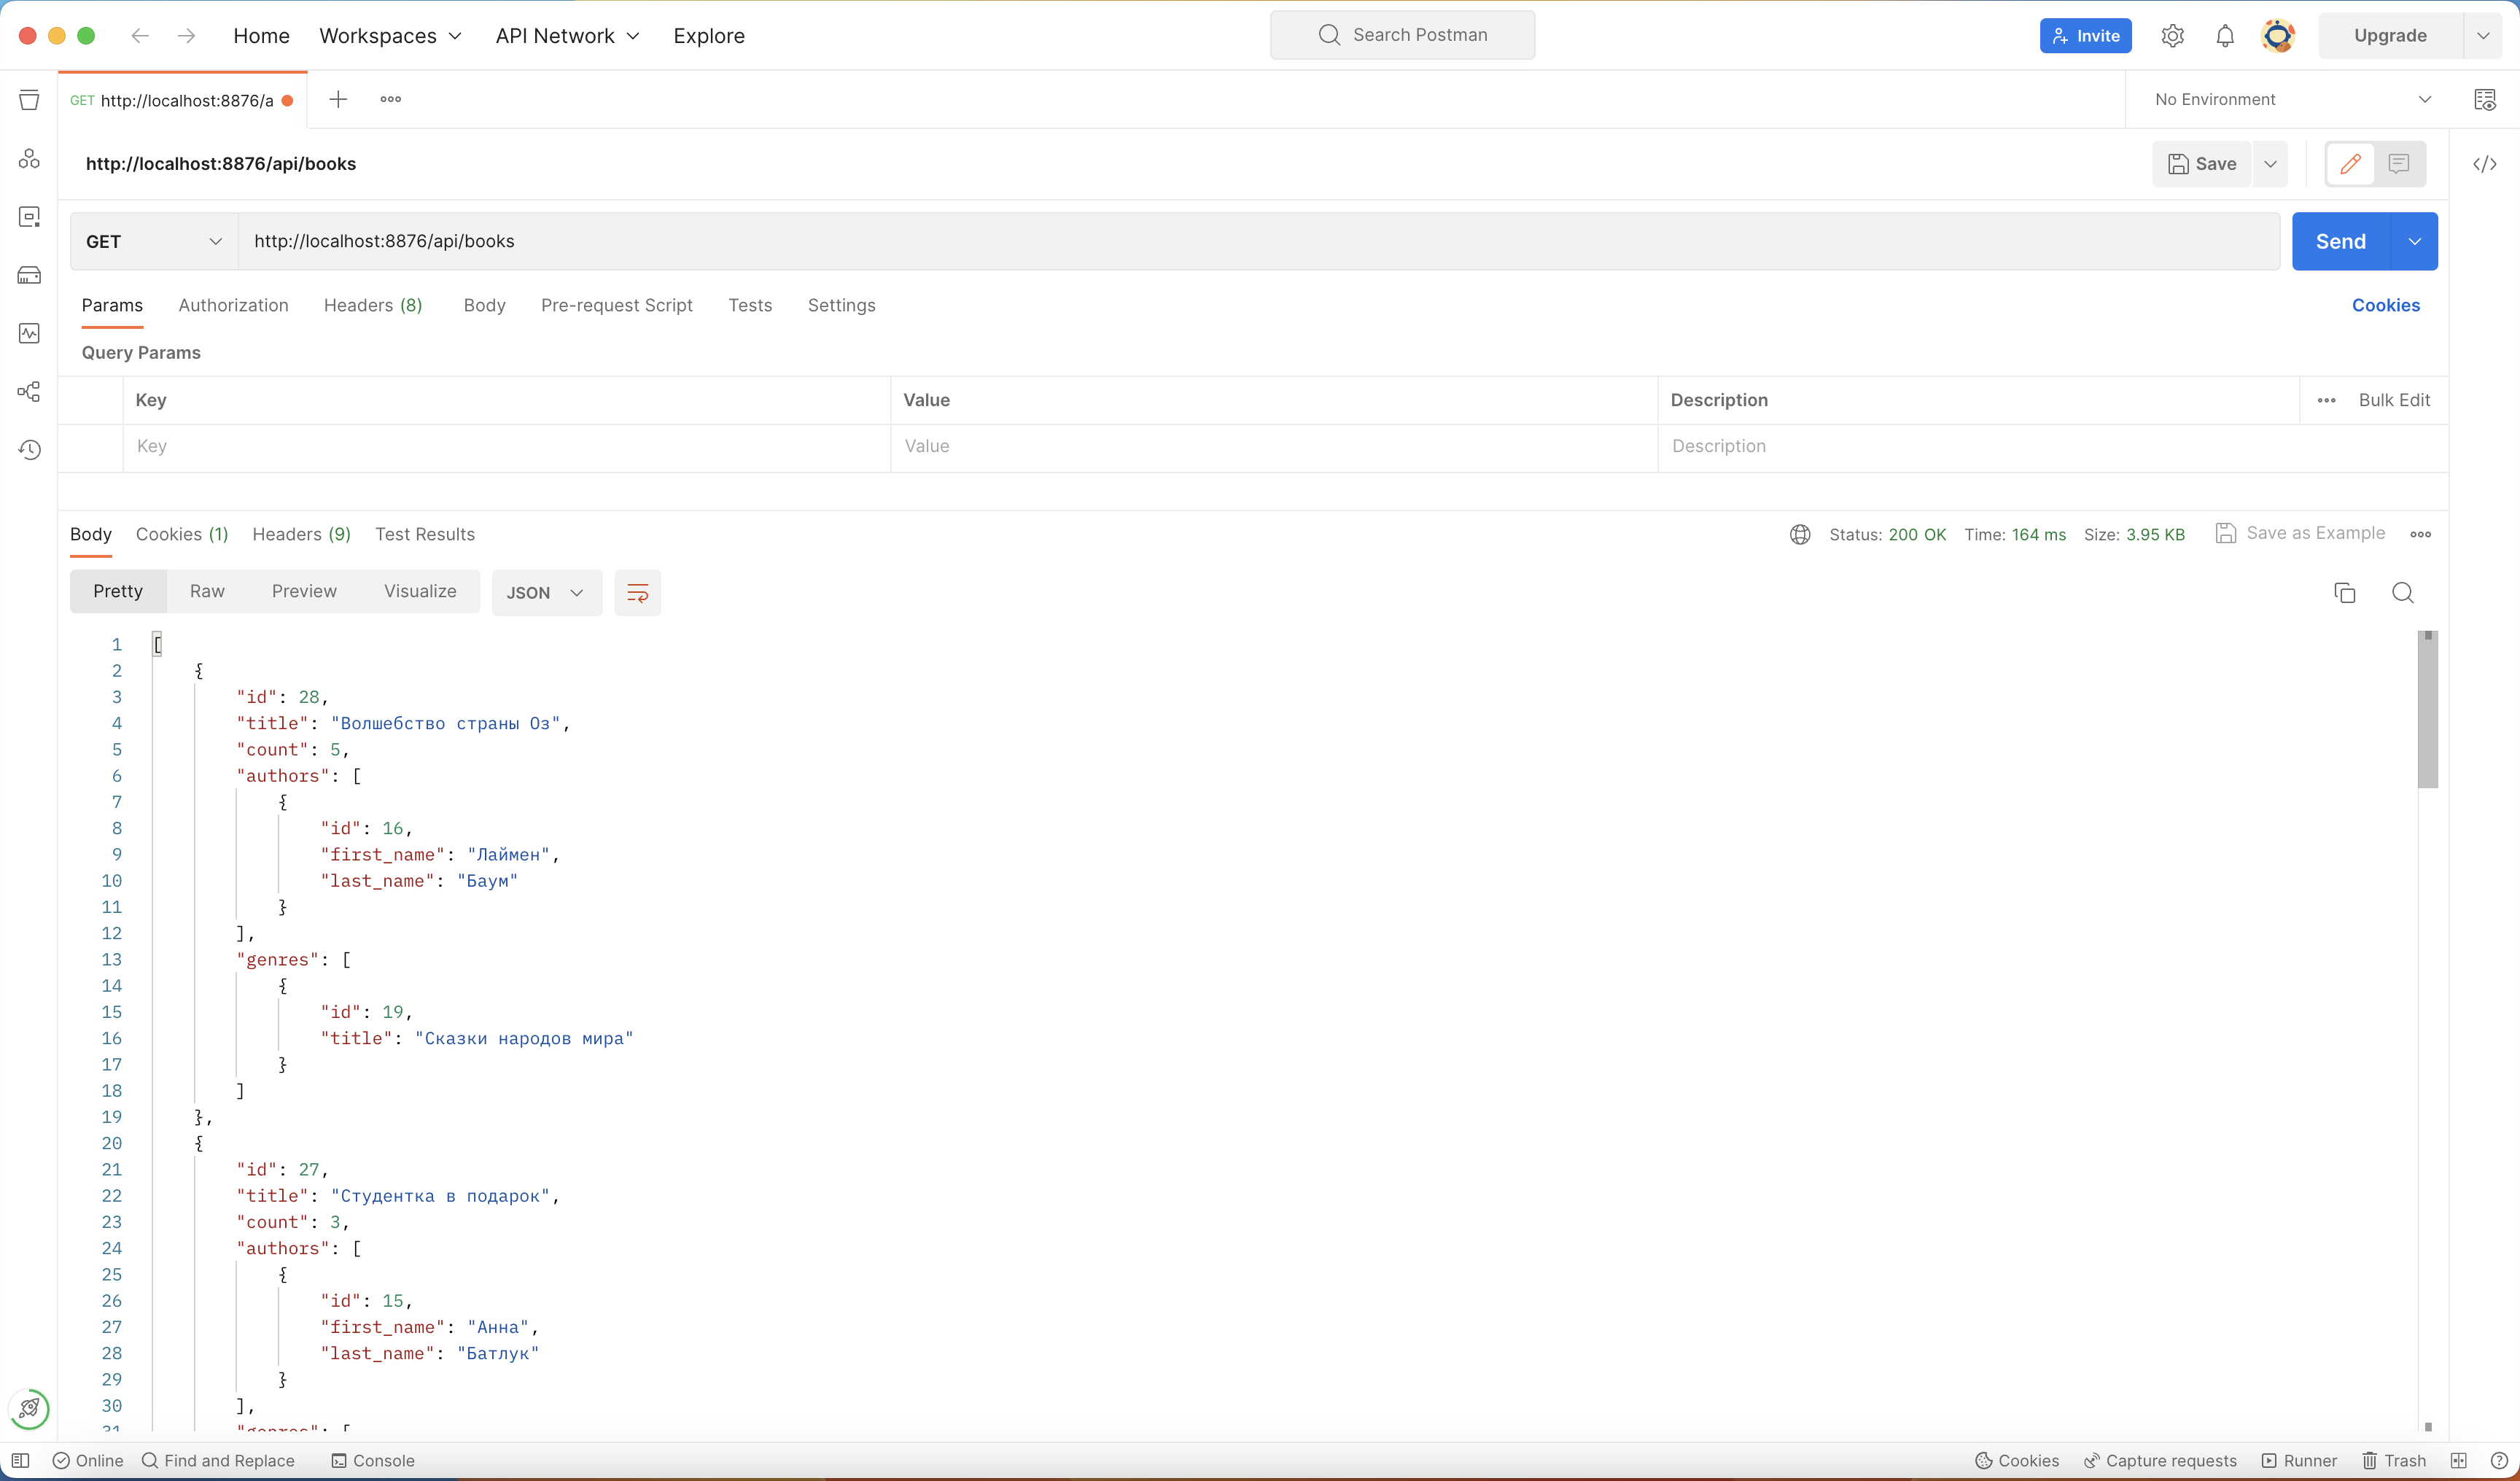 Home Workspaces API Network Explore Search Postman Invite Upgrade
GET http://localhost:8876/a No Environment
http://localhost:8876/api/books Save
GET http://localhost:8876/api/books Send
Params Authorization Headers (8) Body Pre-request Script Tests Settings Cookies
Query Params
Key Value Description Bulk Edit
Key Value Description
Body Cookies (1) Headers (9) Test Results Status: 200 OK Time: 164 ms Size: 3.95 KB Save as Example
Pretty Raw Preview Visualize JSON
1 [
2 {
3 "id": 28,
4 "title": "Волшебство страны Оз",
5 "count": 5,
6 "authors": [
7 {
8 "id": 16,
9 "first_name": "Лаймен",
10 "last_name": "Баум"
11 }
12 ],
13 "genres": [
14 {
15 "id": 19,
16 "title": "Сказки народов мира"
17 }
18 ]
19 },
20 {
21 "id": 27,
22 "title": "Студентка в подарок",
23 "count": 3,
24 "authors": [
25 {
26 "id": 15,
27 "first_name": "Анна",
28 "last_name": "Батлук"
29 }
30 ],
31 "genres": [
Online Find and Replace Console Cookies Capture requests Runner Trash